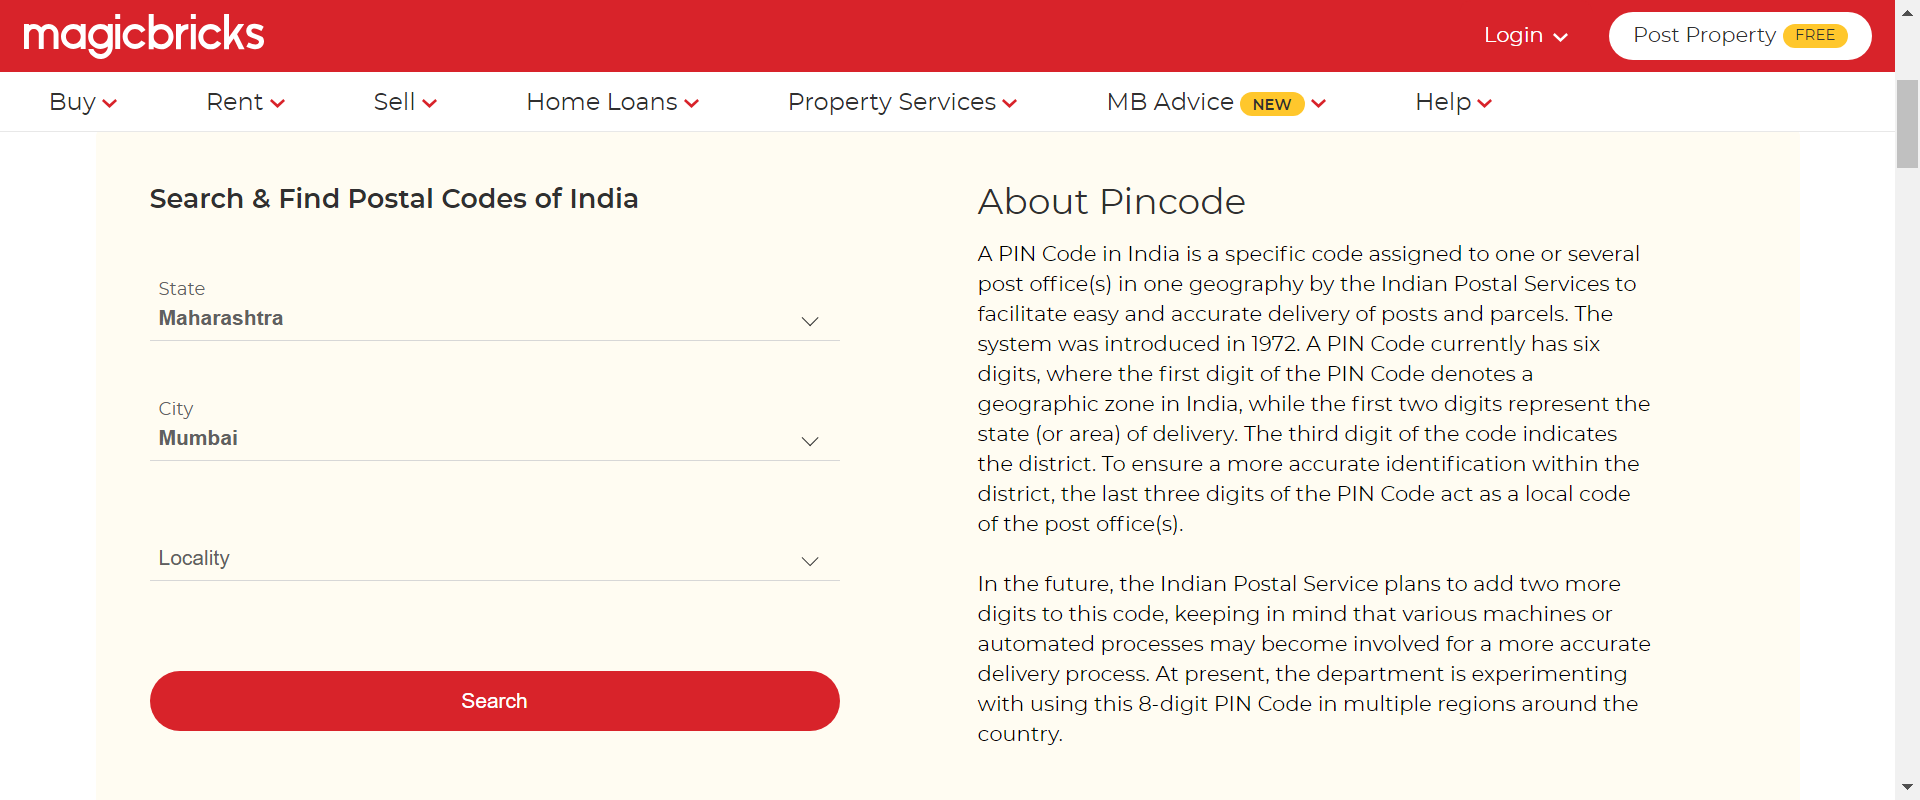 magicbricks
Login
Post Property FREE
Buy
Rent
Sell
Home Loans
Property Services
MB Advice NEW
Help
Search & Find Postal Codes of India
State
Maharashtra
City
Mumbai
Locality
Search
About Pincode
A PIN Code in India is a specific code assigned to one or several
post office(s) in one geography by the Indian Postal Services to
facilitate easy and accurate delivery of posts and parcels. The
system was introduced in 1972. A PIN Code currently has six
digits, where the first digit of the PIN Code denotes a
geographic zone in India, while the first two digits represent the
state (or area) of delivery. The third digit of the code indicates
the district. To ensure a more accurate identification within the
district, the last three digits of the PIN Code act as a local code
of the post office(s).
In the future, the Indian Postal Service plans to add two more
digits to this code, keeping in mind that various machines or
automated processes may become involved for a more accurate
delivery process. At present, the department is experimenting
with using this 8-digit PIN Code in multiple regions around the
country.